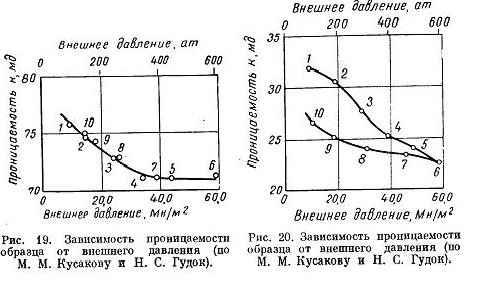 Внешнее давление, ат
0 200 400 600
Проницаемость к, мд
80
75
70
1
10
2
9
3
8
4
7
5
6
0 20,0 40,0 60,0
Внешнее давление, Мн/м²
Рис. 19. Зависимость проницаемости
образца от внешнего давления (по
М. М. Кусакову и Н. С. Гудок).
Внешнее давление, ат
0 200 400 600
Проницаемость к, мд
35
30
25
20
1
2
3
10
9
8
4
5
7
6
0 20,0 40,0 60,0
Внешнее давление, Мн/м²
Рис. 20. Зависимость проницаемости
образца от внешнего давления (по
М. М. Кусакову и Н. С. Гудок).